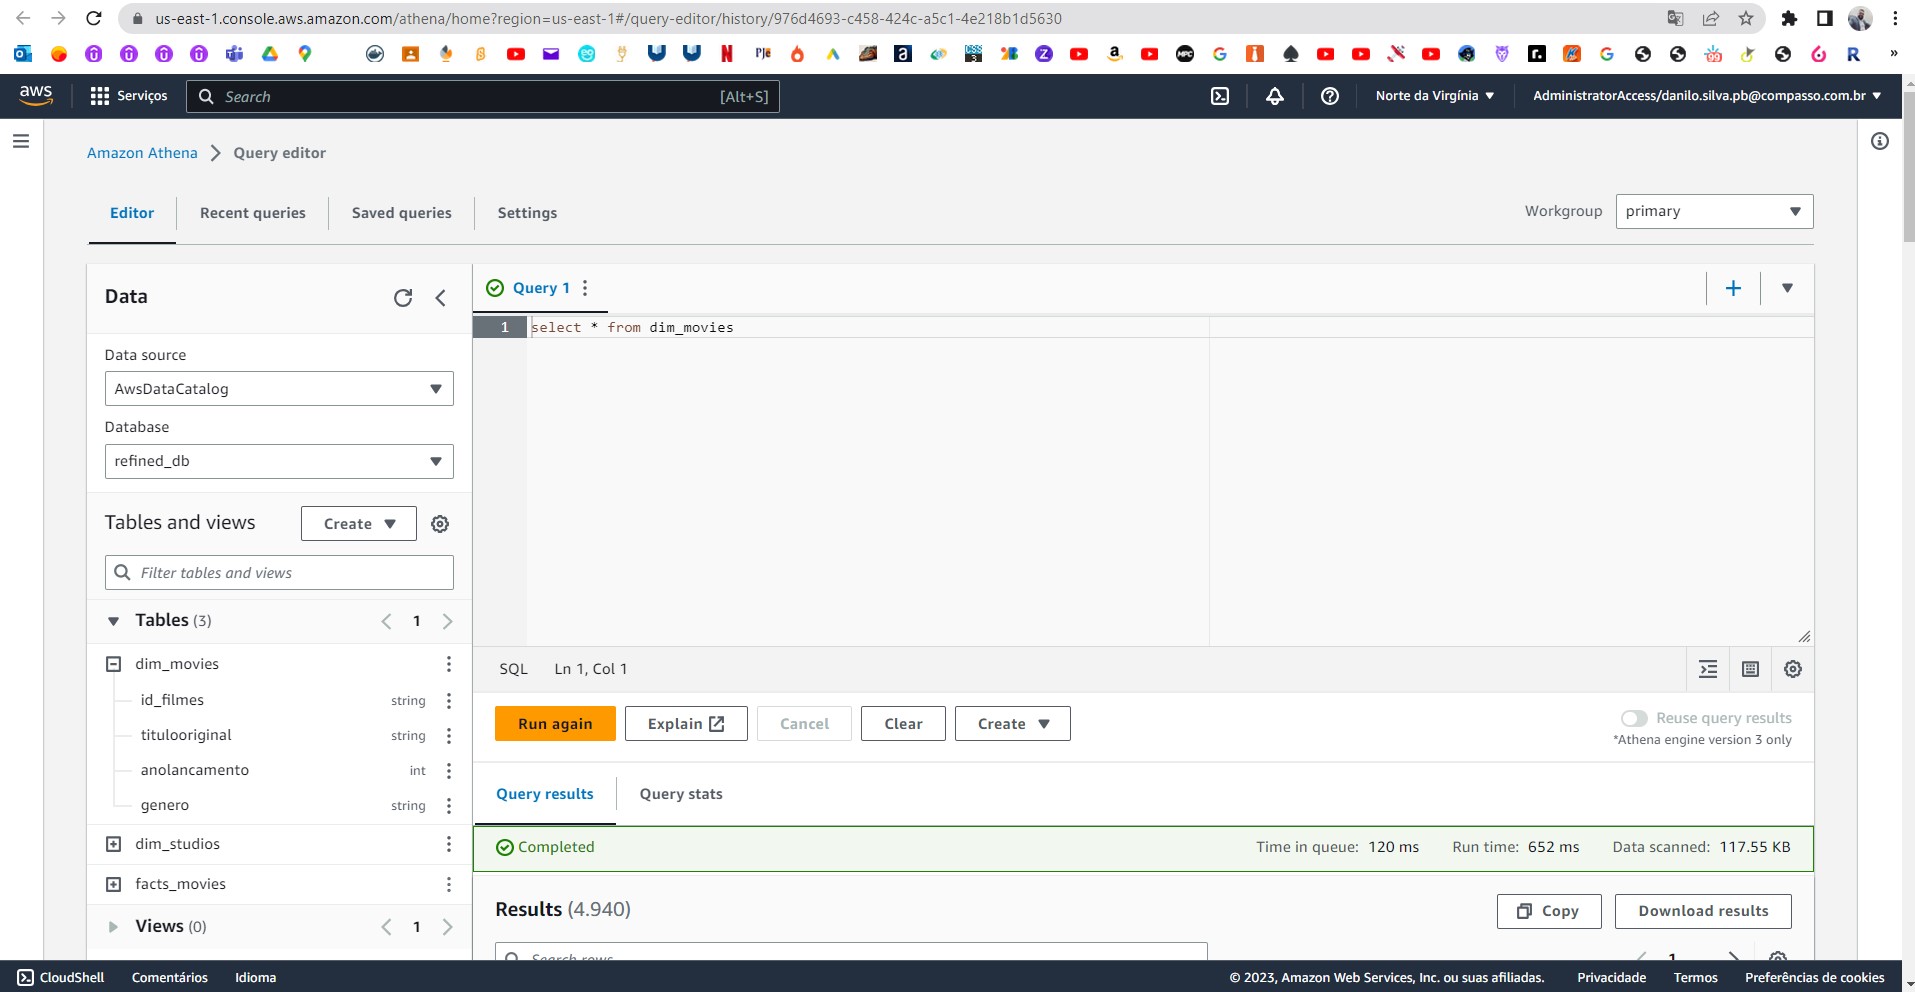 us-east-1.console.aws.amazon.com/athena/home?region=us-east-1#/query-editor/history/976d4693-c458-424c-a5c1-4e218b1d5630
aws
Serviços
Search
[Alt+S]
Norte da Virgínia
AdministratorAccess/danilo.silva.pb@compasso.com.br
Amazon Athena > Query editor
Editor
Recent queries
Saved queries
Settings
Workgroup
primary
Data
Query 1
1 select * from dim_movies
Data source
AwsDataCatalog
Database
refined_db
Tables and views
Create
Filter tables and views
Tables (3)
1
dim_movies
id_filmes string
titulooriginal string
anolancamento int
genero string
dim_studios
facts_movies
Views (0)
1
SQL Ln 1, Col 1
Run again
Explain
Cancel
Clear
Create
Reuse query results
*Athena engine version 3 only
Query results
Query stats
Completed
Time in queue: 120 ms Run time: 652 ms Data scanned: 117.55 KB
Results (4.940)
Copy
Download results
Search rows
1
CloudShell Comentários Idioma
© 2023, Amazon Web Services, Inc. ou suas afiliadas. Privacidade Termos Preferências de cookies